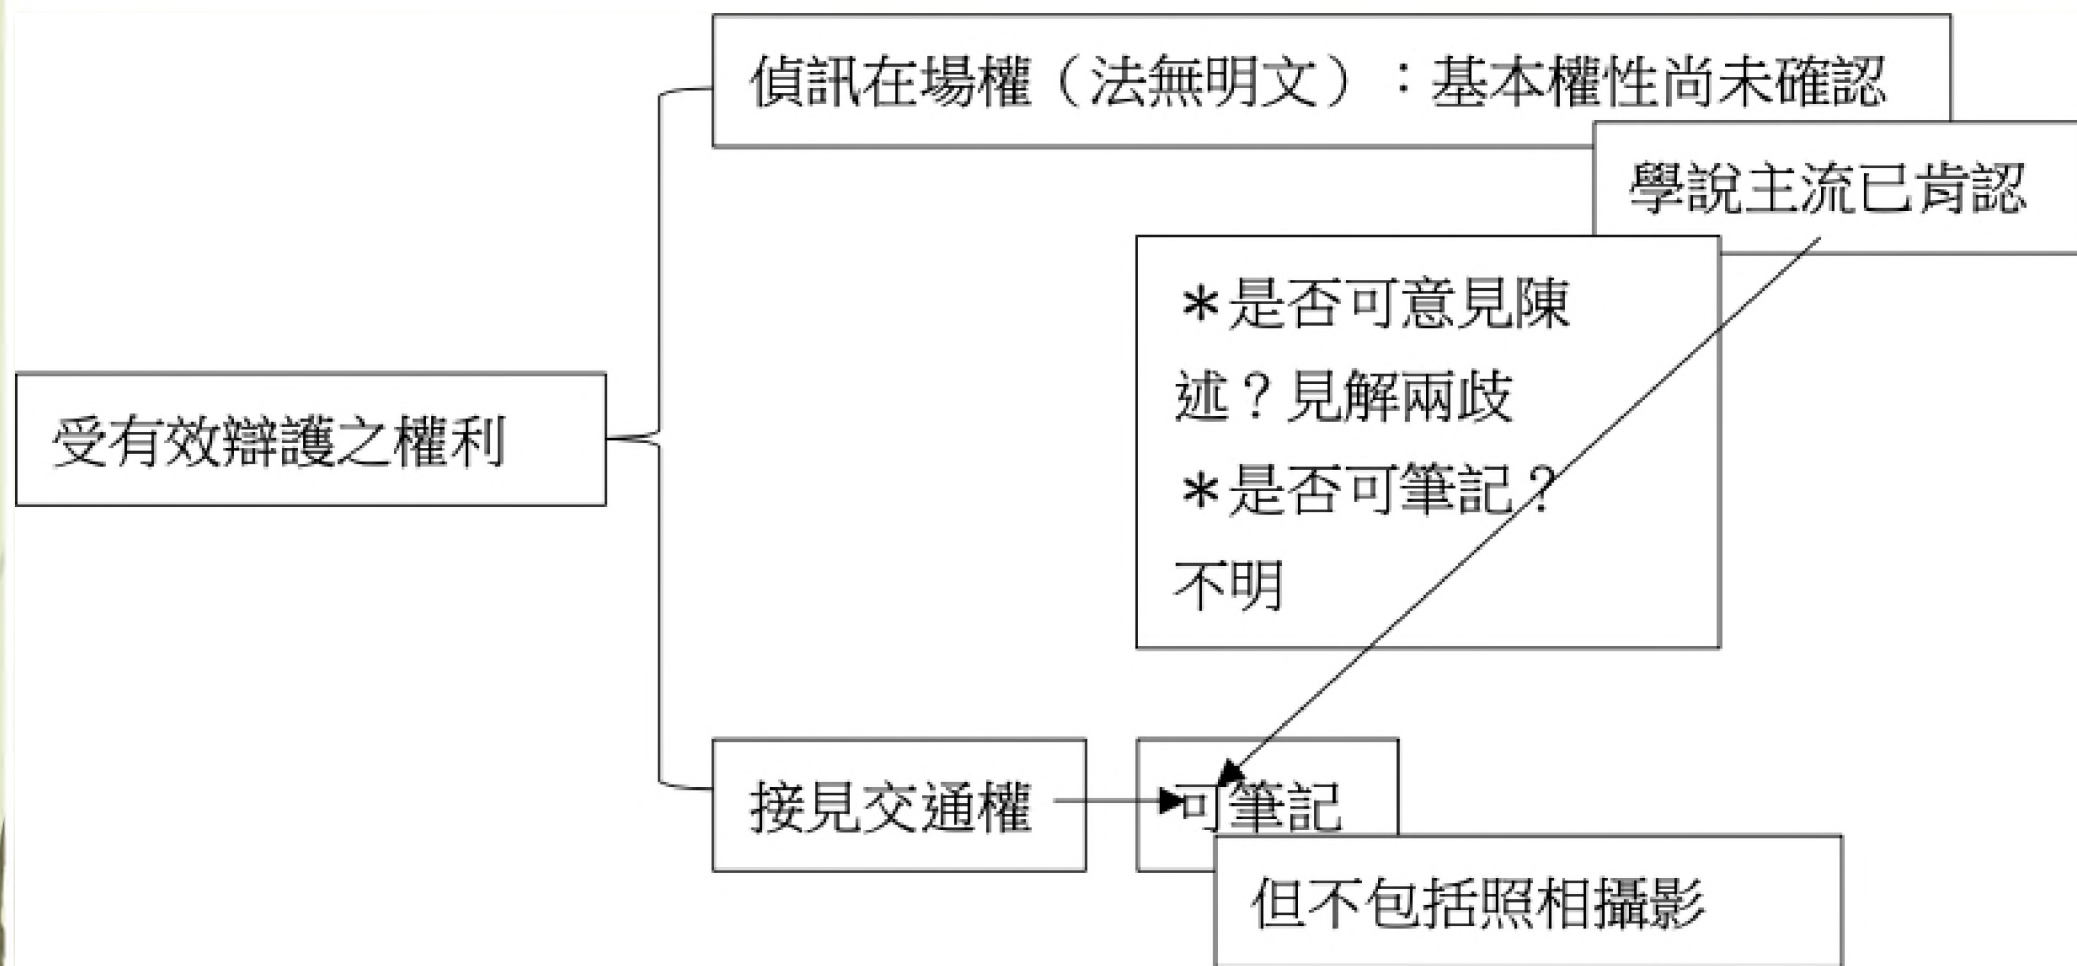 偵訊在場權（法無明文）：基本權性尚未確認
學說主流已肯認
＊是否可意見陳
述？見解兩歧
＊是否可筆記？
不明
受有效辯護之權利
接見交通權
可筆記
但不包括照相攝影